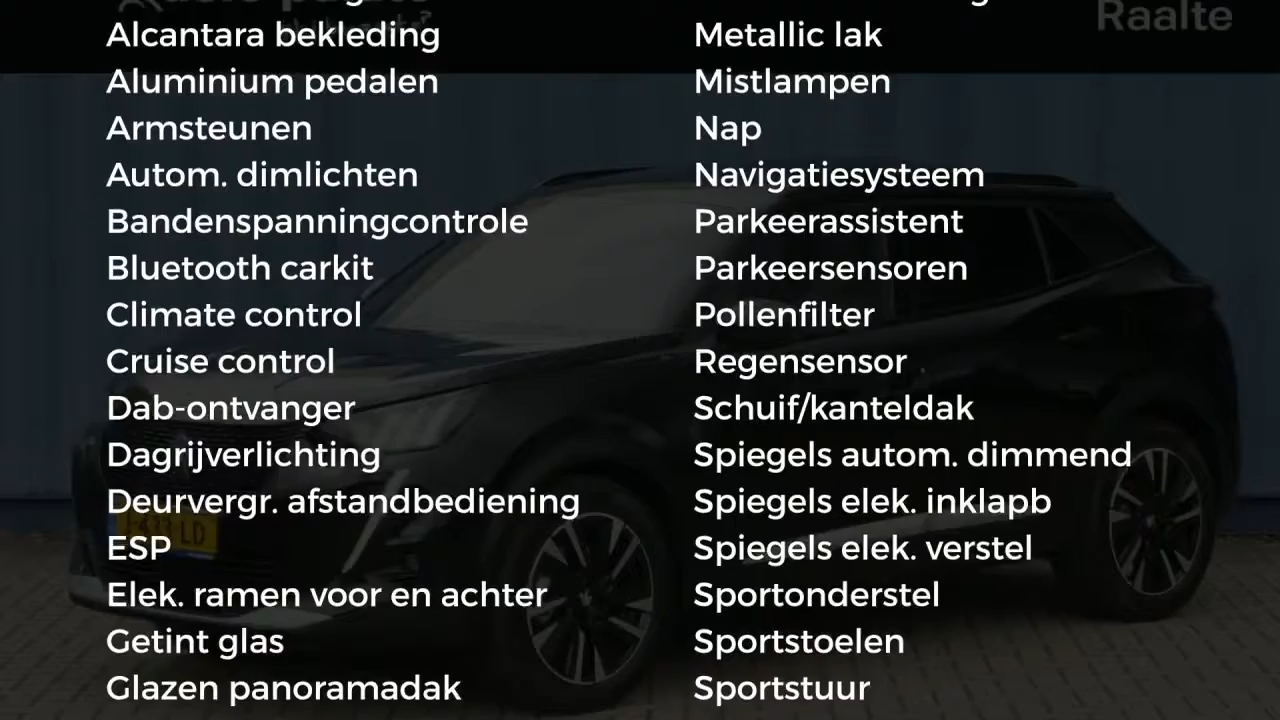 Raalte
Alcantara bekleding
Aluminium pedalen
Armsteunen
Autom. dimlichten
Bandenspanningcontrole
Bluetooth carkit
Climate control
Cruise control
Dab-ontvanger
Dagrijverlichting
Deurvergr. afstandbediening
ESP
Elek. ramen voor en achter
Getint glas
Glazen panoramadak
Metallic lak
Mistlampen
Nap
Navigatiesysteem
Parkeerassistent
Parkeersensoren
Pollenfilter
Regensensor
Schuif/kanteldak
Spiegels autom. dimmend
Spiegels elek. inklapb
Spiegels elek. verstel
Sportonderstel
Sportstoelen
Sportstuur